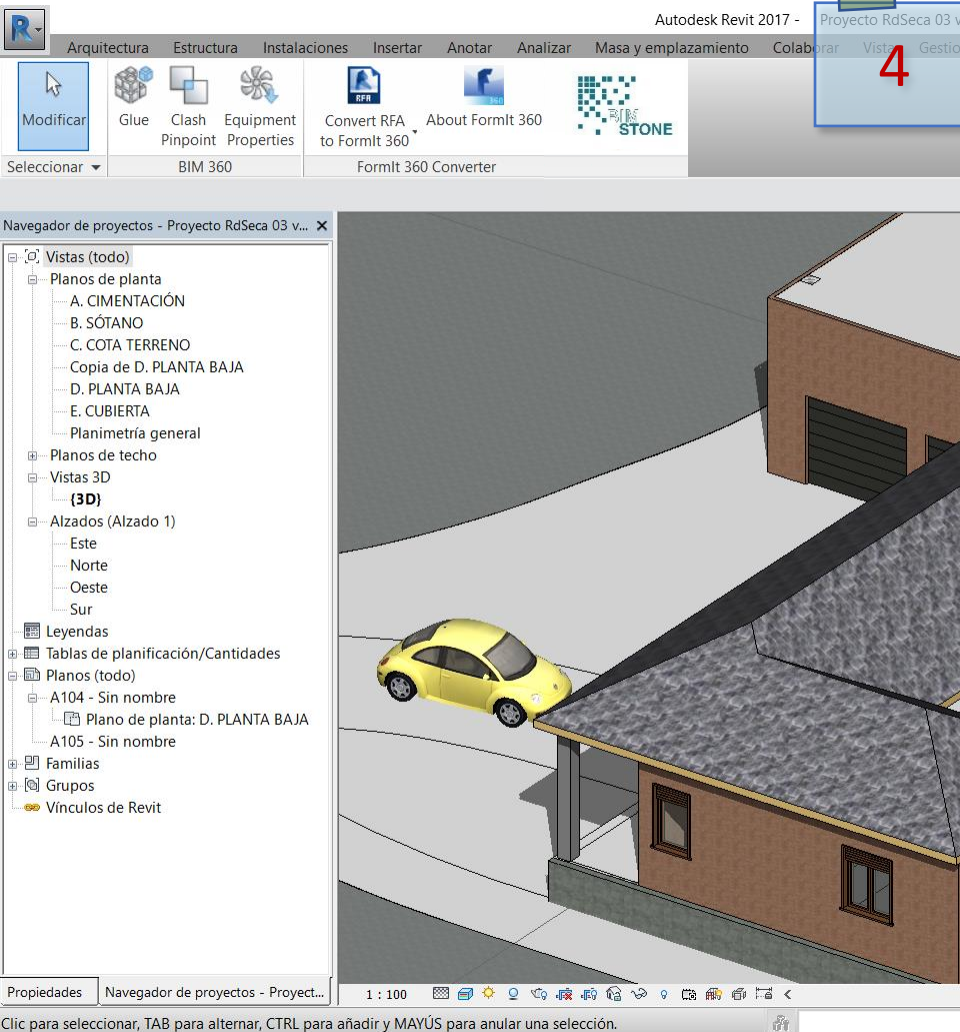 Autodesk Revit 2017 - Proyecto RdSeca 03 v
Arquitectura Estructura Instalaciones Insertar Anotar Analizar Masa y emplazamiento Colaborar Vista Gestio
4
Modificar
Glue
Clash Pinpoint
Equipment Properties
Convert RFA to FormIt 360
RFA
About FormIt 360
360
BIM
STONE
Seleccionar
BIM 360
FormIt 360 Converter
Navegador de proyectos - Proyecto RdSeca 03 v...
Vistas (todo)
Planos de planta
A. CIMENTACIÓN
B. SÓTANO
C. COTA TERRENO
Copia de D. PLANTA BAJA
D. PLANTA BAJA
E. CUBIERTA
Planimetría general
Planos de techo
Vistas 3D
{3D}
Alzados (Alzado 1)
Este
Norte
Oeste
Sur
Leyendas
Tablas de planificación/Cantidades
Planos (todo)
A104 - Sin nombre
Plano de planta: D. PLANTA BAJA
A105 - Sin nombre
Familias
Grupos
Vínculos de Revit
Propiedades
Navegador de proyectos - Proyect...
1 : 100
Clic para seleccionar, TAB para alternar, CTRL para añadir y MAYÚS para anular una selección.